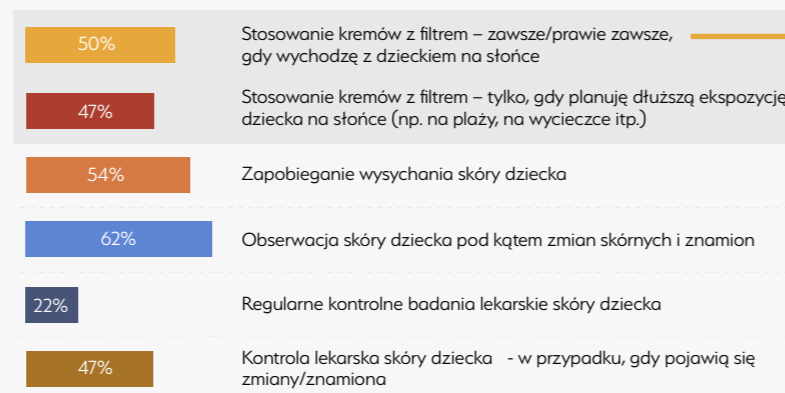 50%
Stosowanie kremów z filtrem – zawsze/prawie zawsze,
gdy wychodzę z dzieckiem na słońce
47%
Stosowanie kremów z filtrem – tylko, gdy planuję dłuższą ekspozycję
dziecka na słońce (np. na plaży, na wycieczce itp.)
54%
Zapobieganie wysychania skóry dziecka
62%
Obserwacja skóry dziecka pod kątem zmian skórnych i znamion
22%
Regularne kontrolne badania lekarskie skóry dziecka
47%
Kontrola lekarska skóry dziecka - w przypadku, gdy pojawią się
zmiany/znamiona